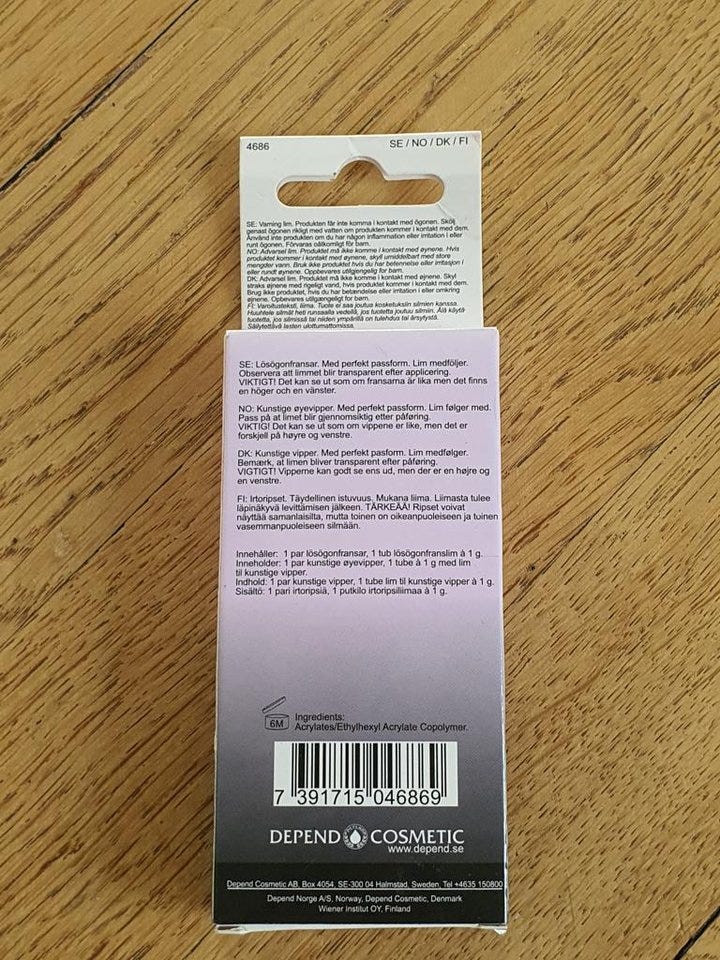 4686
SE / NO / DK / FI
SE: Varning lim. Produkten får inte komma i kontakt med ögonen. Skölj
genast ögonen rikligt med vatten om produkten kommer i kontakt med dem.
Använd inte produkten om du har någon inflammation eller irritation i eller
runt ögonen. Förvaras oåtkomligt för barn.
NO: Advarsel lim. Produktet må ikke komme i kontakt med øynene. Hvis
produktet kommer i kontakt med øynene, skyll umiddelbart med store
mengder vann. Bruk ikke produktet hvis du har betennelse eller irritasjon i
eller rundt øynene. Oppbevares utilgjengelig for barn.
DK: Advarsel lim. Produktet må ikke komme i kontakt med øjnene. Skyl
straks øjnene med rigeligt vand, hvis produktet kommer i kontakt med dem.
Brug ikke produktet, hvis du har betændelse eller irritation i eller omkring
øjnene. Opbevares utilgængeligt for børn.
FI: Varoitusteksti, liima. Tuote ei saa joutua kosketuksiin silmien kanssa.
Huuhtele silmät heti runsaalla vedellä, jos tuotetta joutuu silmiin. Älä käytä
tuotetta, jos silmissä tai niiden ympärillä on tulehdus tai ärsytystä.
Säilytettävä lasten ulottumattomissa.
SE: Lösögonfransar. Med perfekt passform. Lim medföljer.
Observera att limmet blir transparent efter applicering.
VIKTIGT! Det kan se ut som om fransarna är lika men det finns
en höger och en vänster.
NO: Kunstige øyevipper. Med perfekt passform. Lim følger med.
Pass på at limet blir gjennomsiktig etter påføring.
VIKTIG! Det kan se ut som om vippene er like, men det er
forskjell på høyre og venstre.
DK: Kunstige vipper. Med perfekt pasform. Lim medfølger.
Bemærk, at limen bliver transparent efter påføring.
VIGTIGT! Vipperne kan godt se ens ud, men der er en højre og
en venstre.
FI: Irtoripset. Täydellinen istuvuus. Mukana liima. Liimasta tulee
läpinäkyvä levittämisen jälkeen. TÄRKEÄÄ! Ripset voivat
näyttää samanlaisilta, mutta toinen on oikeanpuoleiseen ja toinen
vasemmanpuoleiseen silmään.
Innehåller: 1 par lösögonfransar, 1 tub lösögonfranslim à 1 g.
Inneholder: 1 par kunstige øyevipper, 1 tube à 1 g med lim
til kunstige vipper.
Indhold: 1 par kunstige vipper, 1 tube lim til kunstige vipper à 1 g.
Sisältö: 1 pari irtoripsiä, 1 putkilo irtoripsiliimaa à 1 g.
6M
Ingredients:
Acrylates/Ethylhexyl Acrylate Copolymer.
7 391715 046869
DEPEND COSMETIC
www.depend.se
Depend Cosmetic AB, Box 4054, SE-300 04 Halmstad, Sweden, Tel +4635 150800
Depend Norge A/S, Norway, Depend Cosmetic, Denmark
Wiener Institut OY, Finland